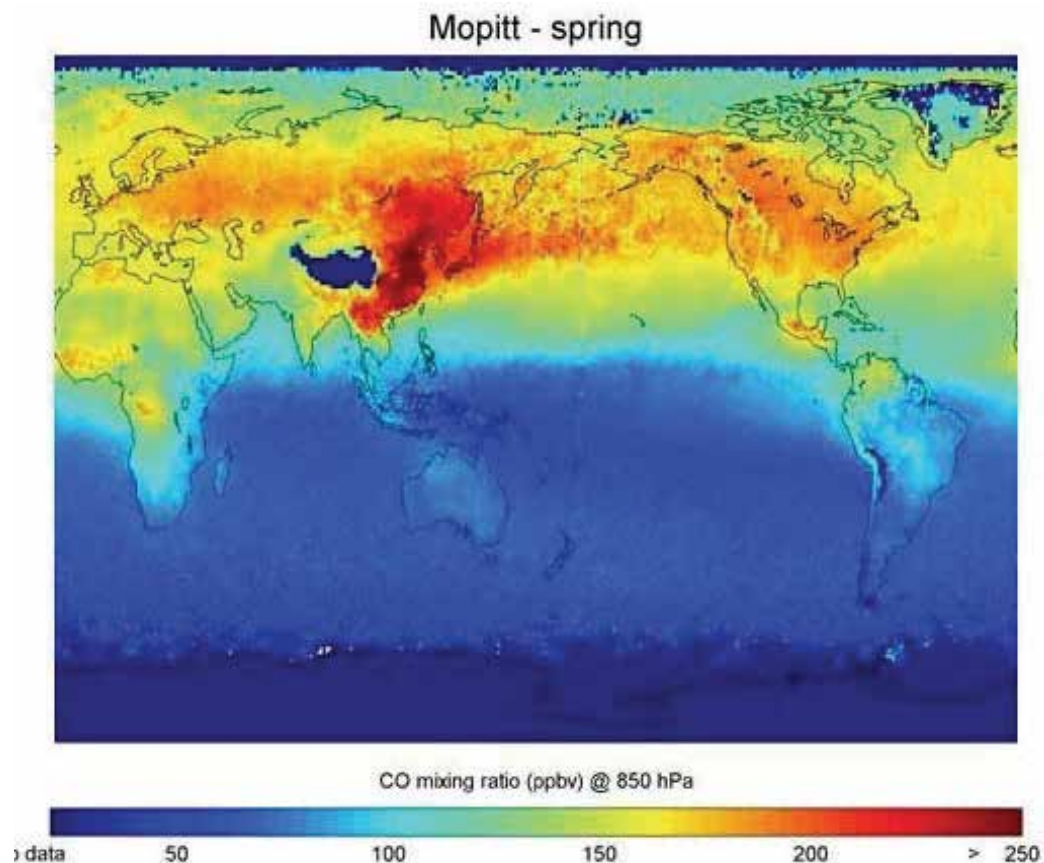 Mopitt - spring
CO mixing ratio (ppbv) @ 850 hPa
o data 50 100 150 200 > 250